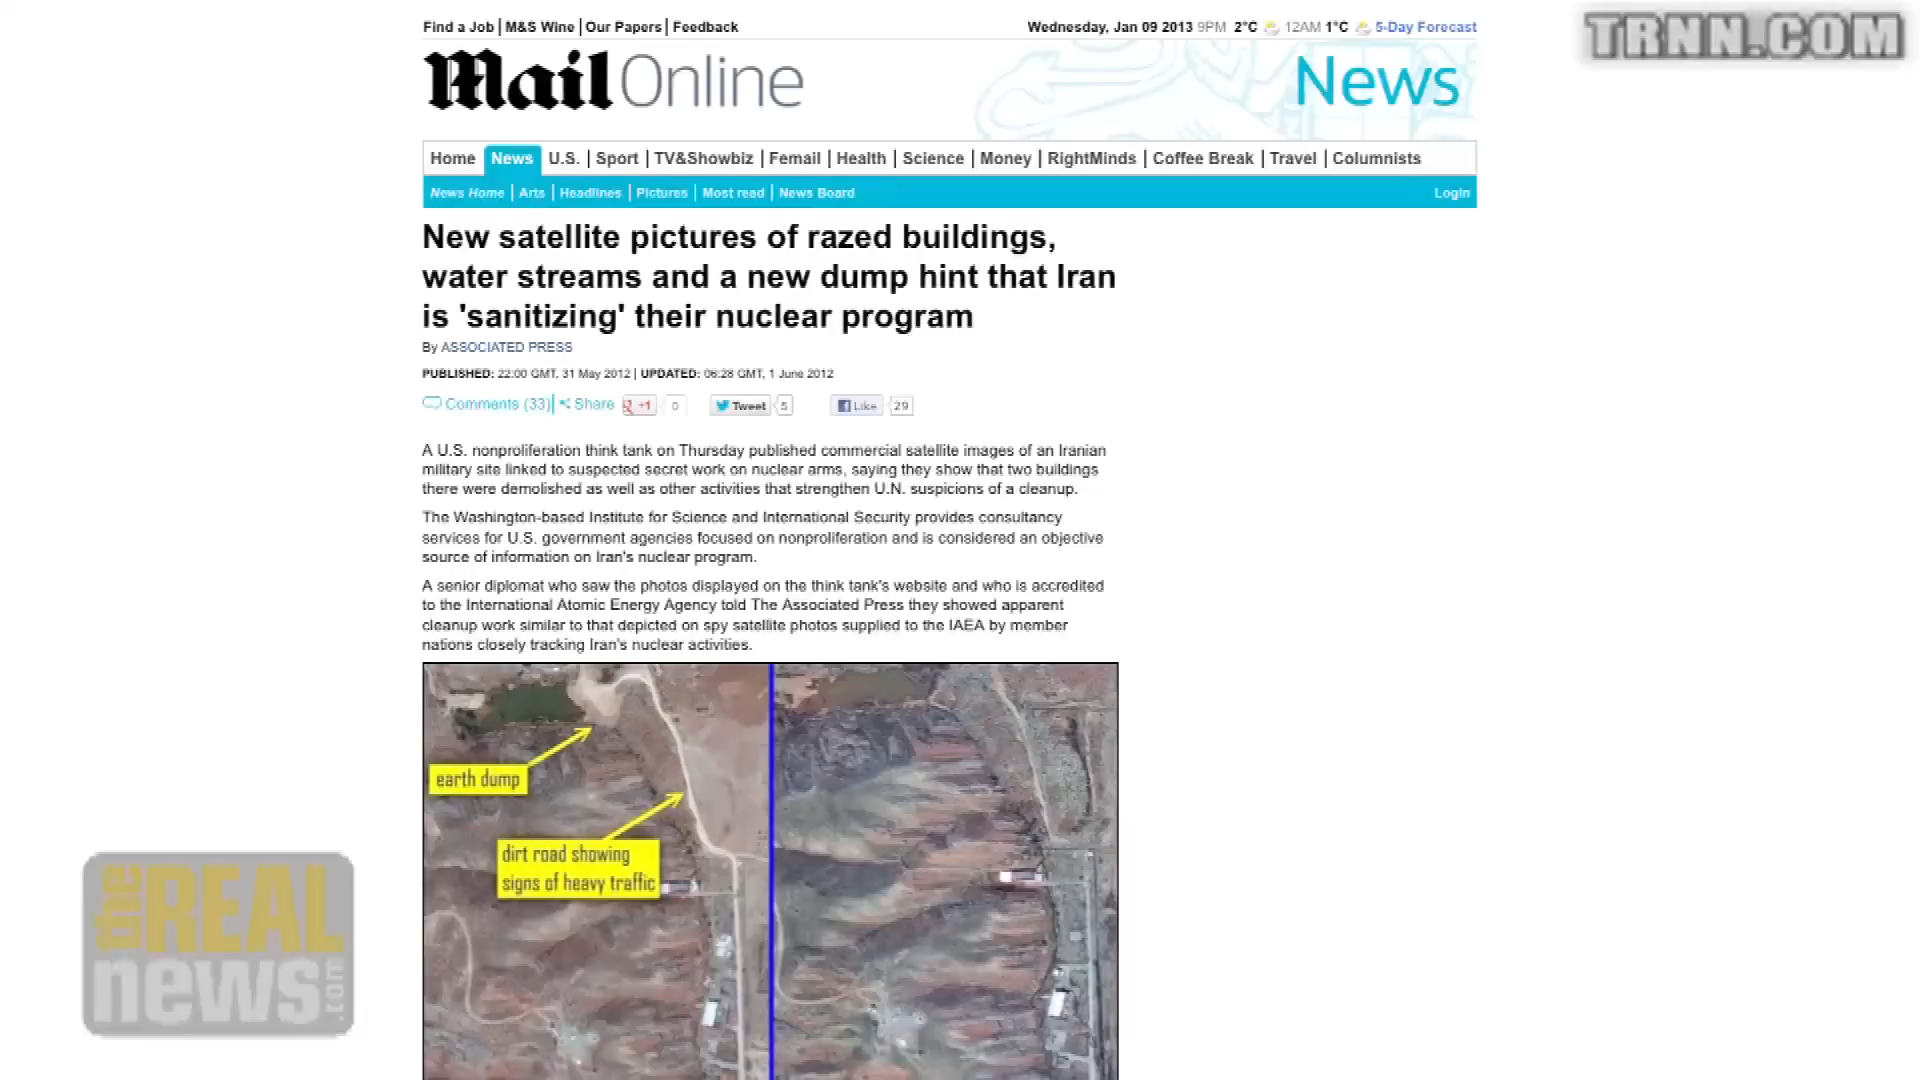 Find a Job | M&S Wine | Our Papers | Feedback
Wednesday, Jan 09 2013 9PM 2°C 12AM 1°C 5-Day Forecast
TRNN.COM
Mail Online
News
Home News U.S. | Sport | TV&Showbiz | Femail | Health | Science | Money | RightMinds | Coffee Break | Travel | Columnists
News Home | Arts | Headlines | Pictures | Most read | News Board
Login
New satellite pictures of razed buildings,
water streams and a new dump hint that Iran
is 'sanitizing' their nuclear program
By ASSOCIATED PRESS
PUBLISHED: 22:00 GMT, 31 May 2012 | UPDATED: 06:28 GMT, 1 June 2012
Comments (33) Share +1 0 Tweet 5 Like 29
A U.S. nonproliferation think tank on Thursday published commercial satellite images of an Iranian
military site linked to suspected secret work on nuclear arms, saying they show that two buildings
there were demolished as well as other activities that strengthen U.N. suspicions of a cleanup.
The Washington-based Institute for Science and International Security provides consultancy
services for U.S. government agencies focused on nonproliferation and is considered an objective
source of information on Iran's nuclear program.
A senior diplomat who saw the photos displayed on the think tank's website and who is accredited
to the International Atomic Energy Agency told The Associated Press they showed apparent
cleanup work similar to that depicted on spy satellite photos supplied to the IAEA by member
nations closely tracking Iran's nuclear activities.
earth dump
dirt road showing
signs of heavy traffic
the REAL
news.com